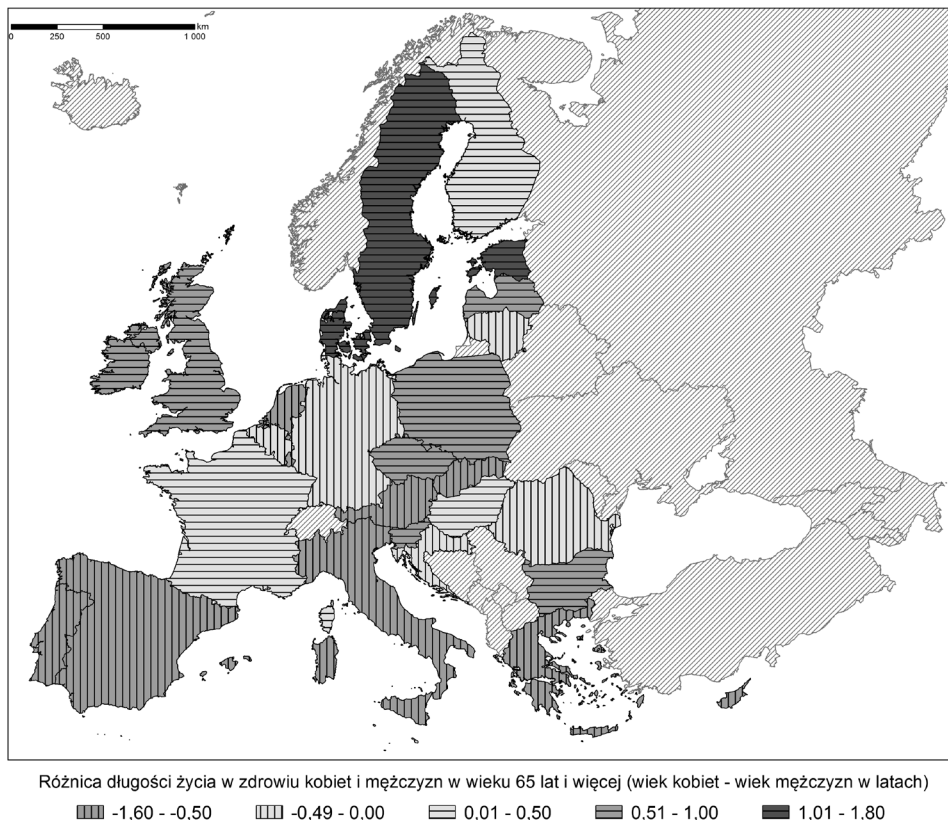 km
0 250 500 1 000
Różnica długości życia w zdrowiu kobiet i mężczyzn w wieku 65 lat i więcej (wiek kobiet - wiek mężczyzn w latach)
-1,60 - -0,50 -0,49 - 0,00 0,01 - 0,50 0,51 - 1,00 1,01 - 1,80